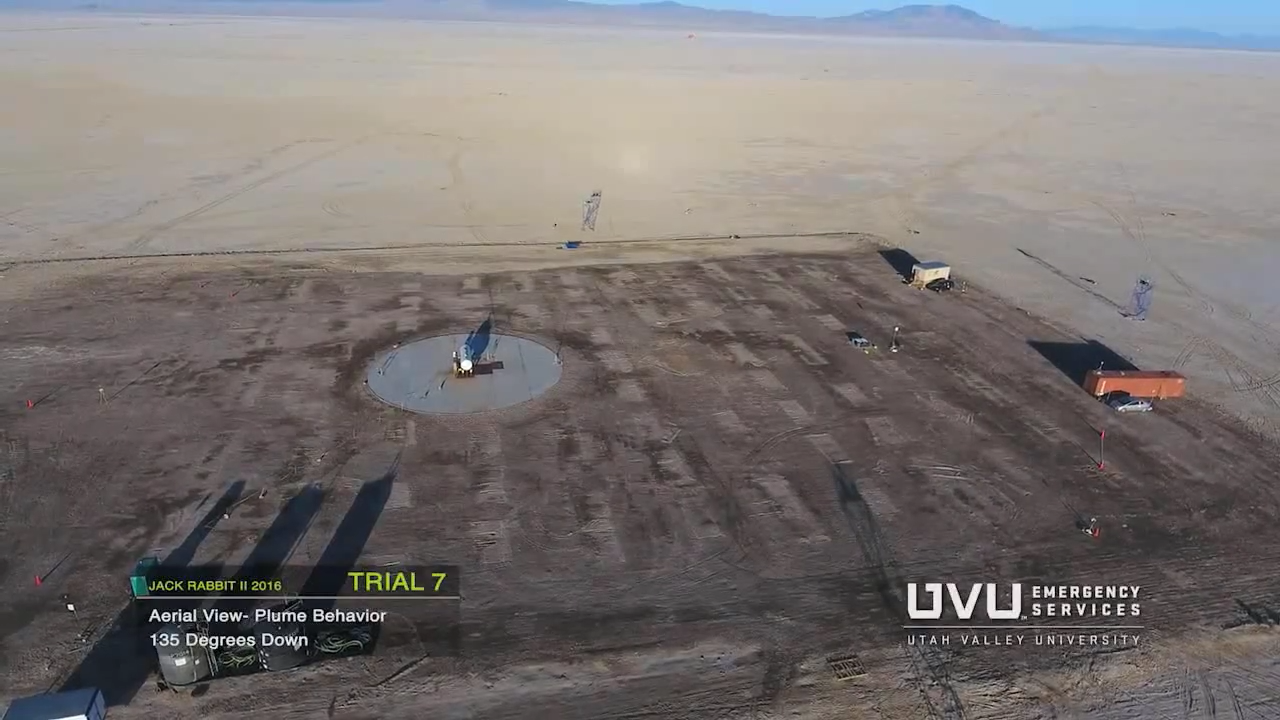 JACK RABBIT II 2016 TRIAL 7
Aerial View- Plume Behavior
135 Degrees Down
UVU EMERGENCY SERVICES
UTAH VALLEY UNIVERSITY